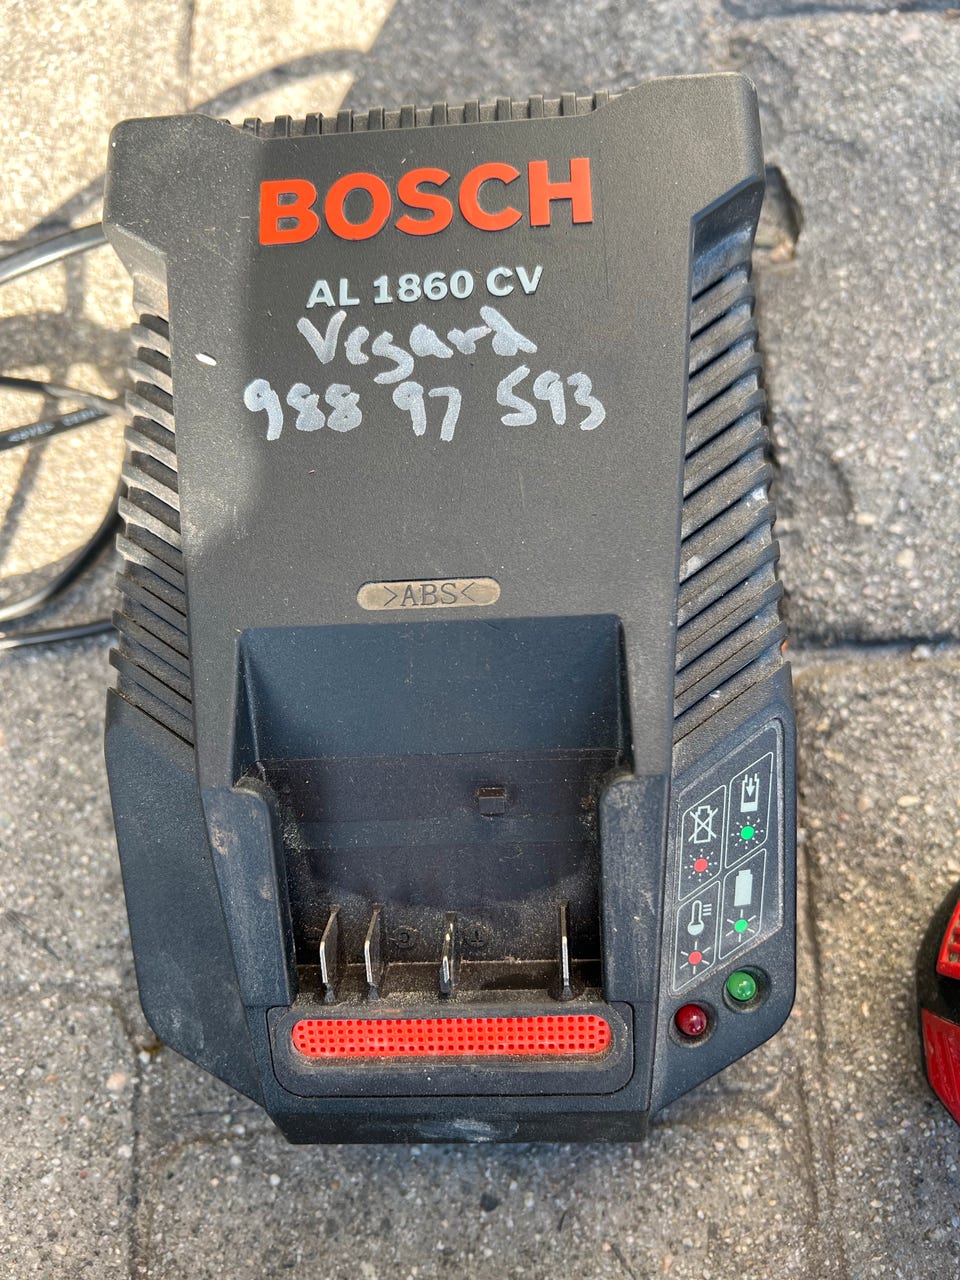 BOSCH
AL 1860 CV
Vegard
988 97 593
>ABS<